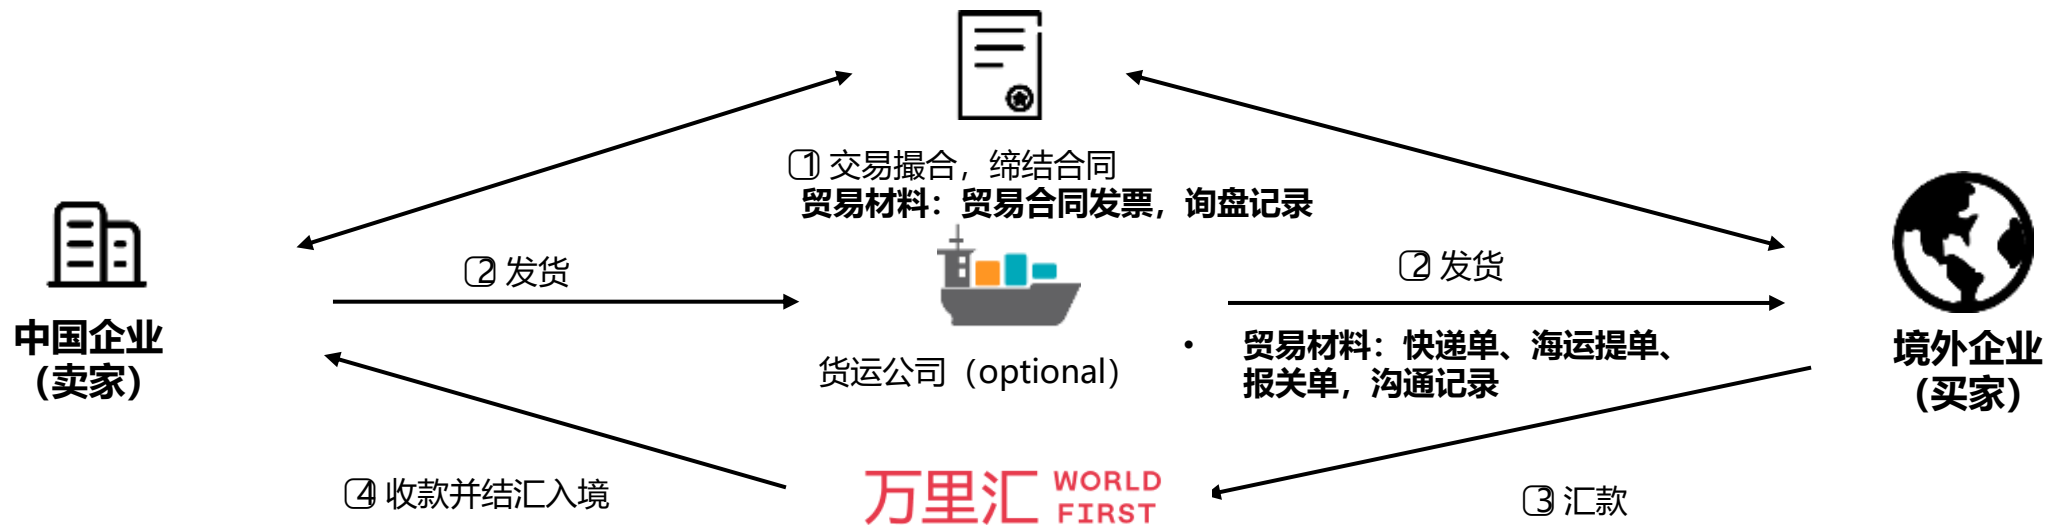 1 交易撮合，缔结合同
贸易材料：贸易合同发票，询盘记录
2 发货
2 发货
中国企业
（卖家）
货运公司（optional）
• 贸易材料：快递单、海运提单、
报关单，沟通记录
境外企业
（买家）
4 收款并结汇入境
万里汇 WORLD
FIRST
3 汇款